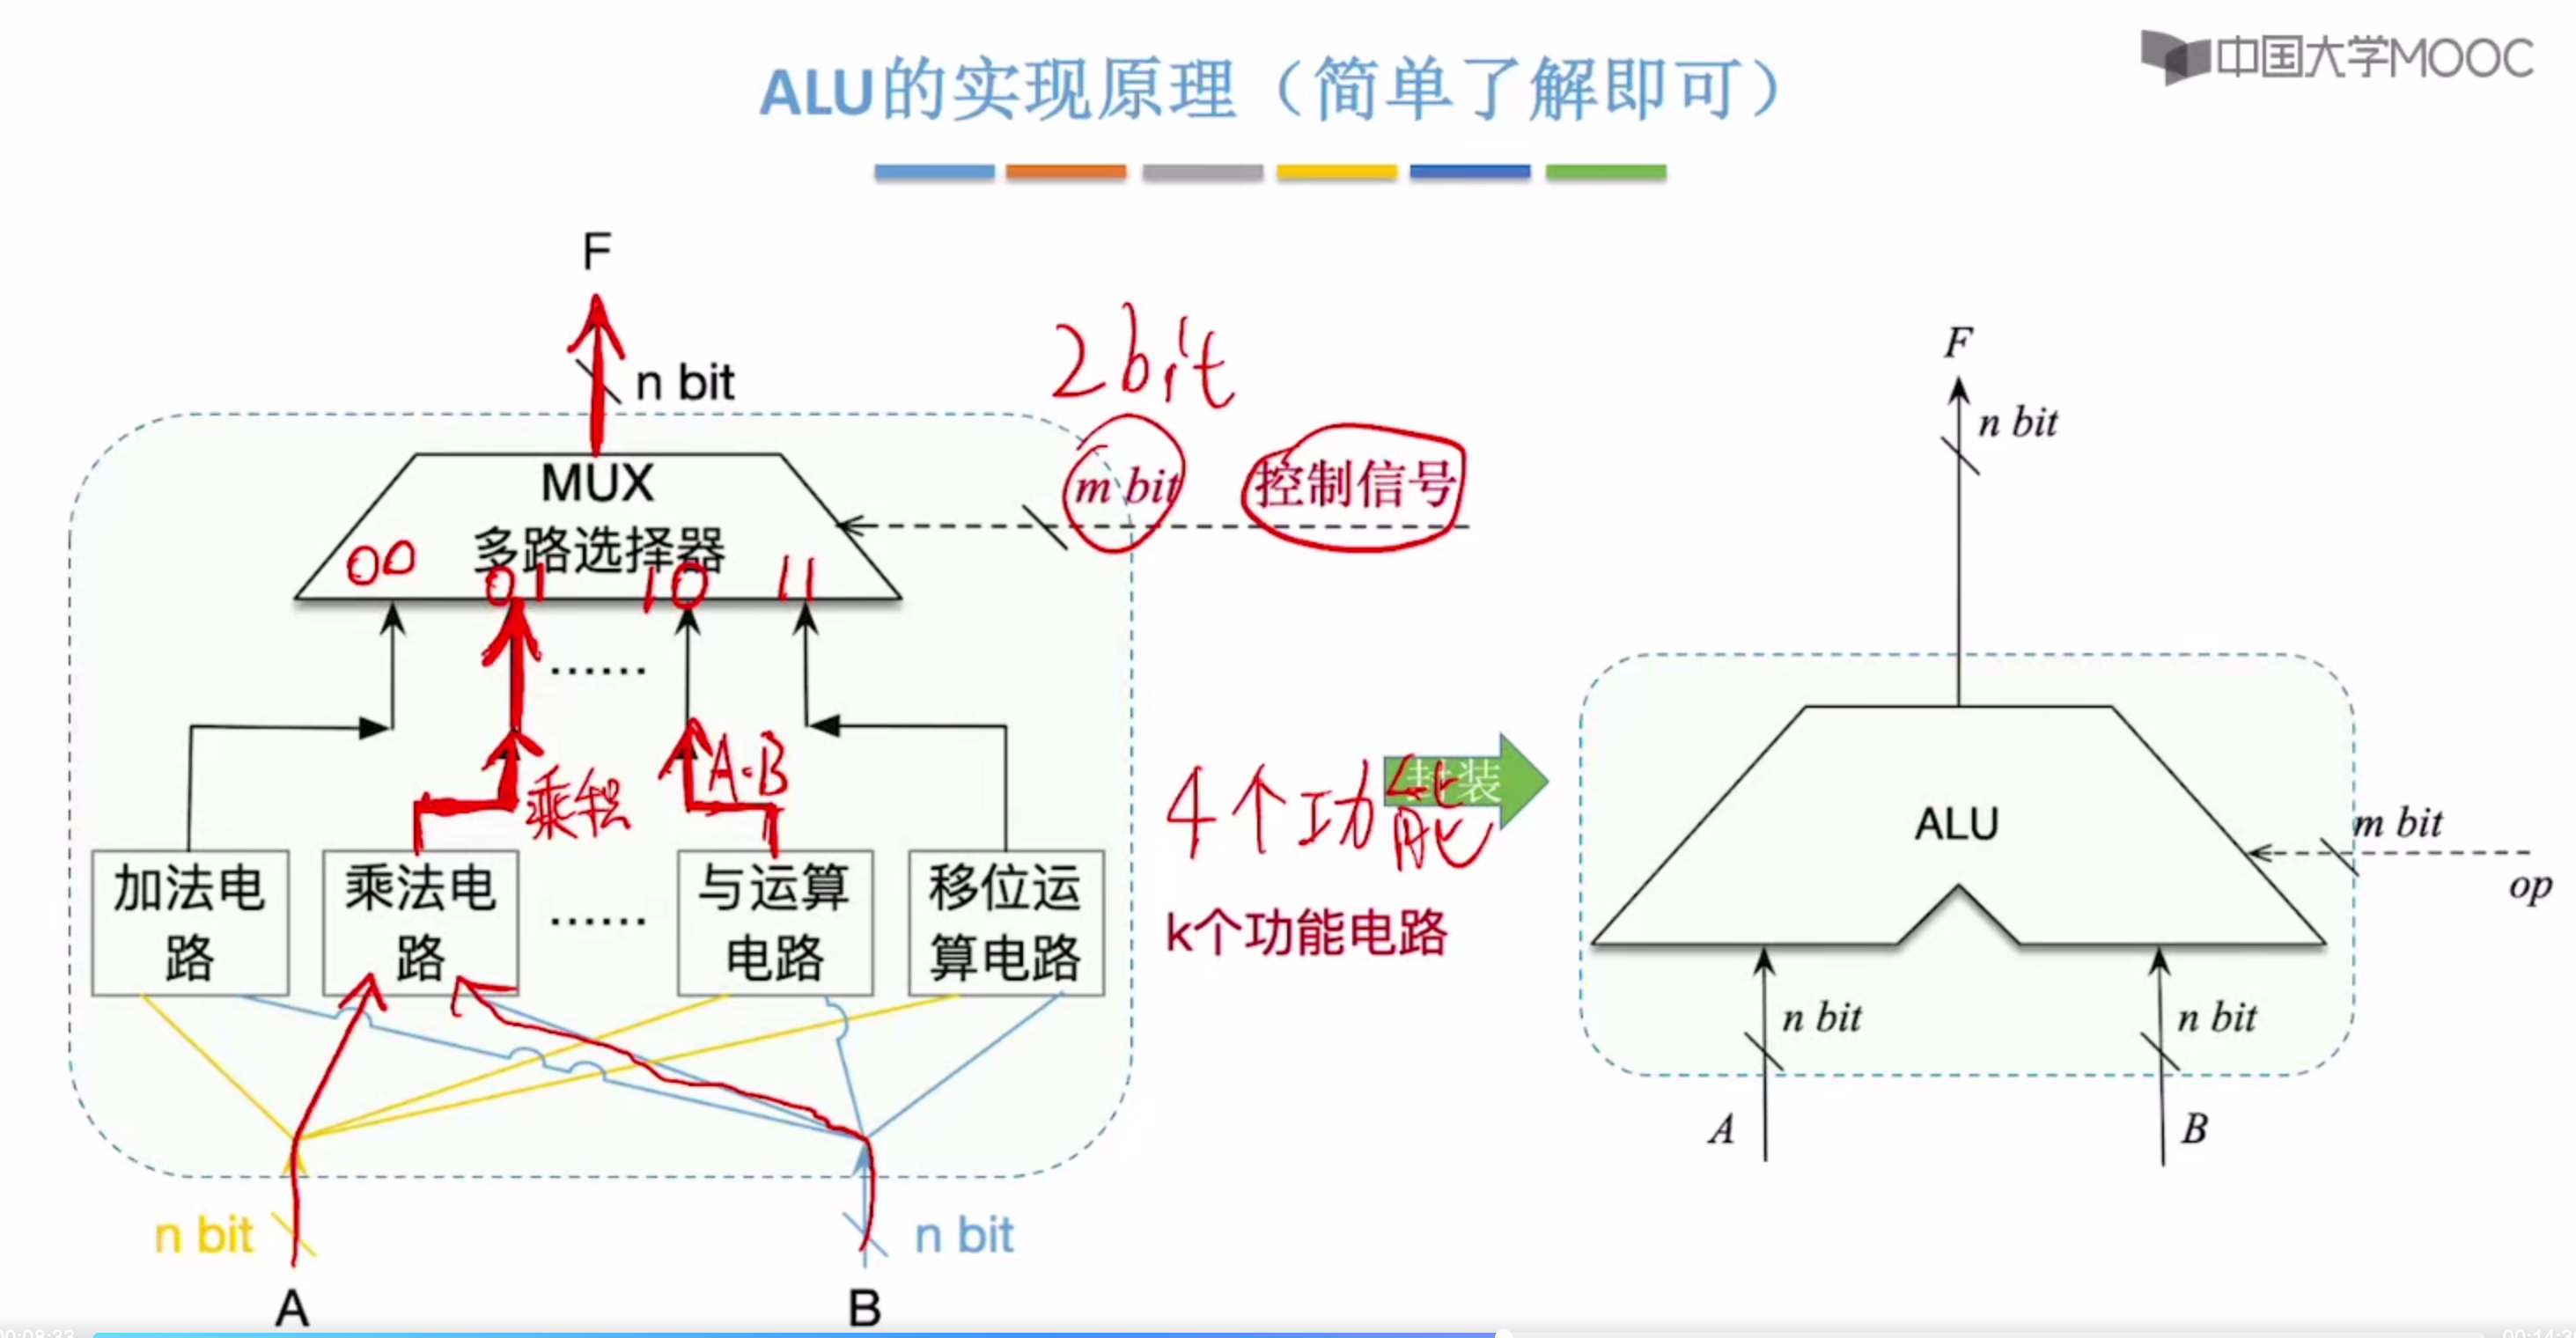 中国大学MOOC
ALU的实现原理（简单了解即可）
F
n bit
2bit
MUX
多路选择器
m bit
控制信号
00
01
10
11
......
乘积
A·B
加法电
路
乘法电
路
......
与运算
电路
移位运
算电路
4个功能
k个功能电路
n bit
n bit
A
B
封装
F
n bit
ALU
m bit
op
n bit
n bit
A
B
00:08:33